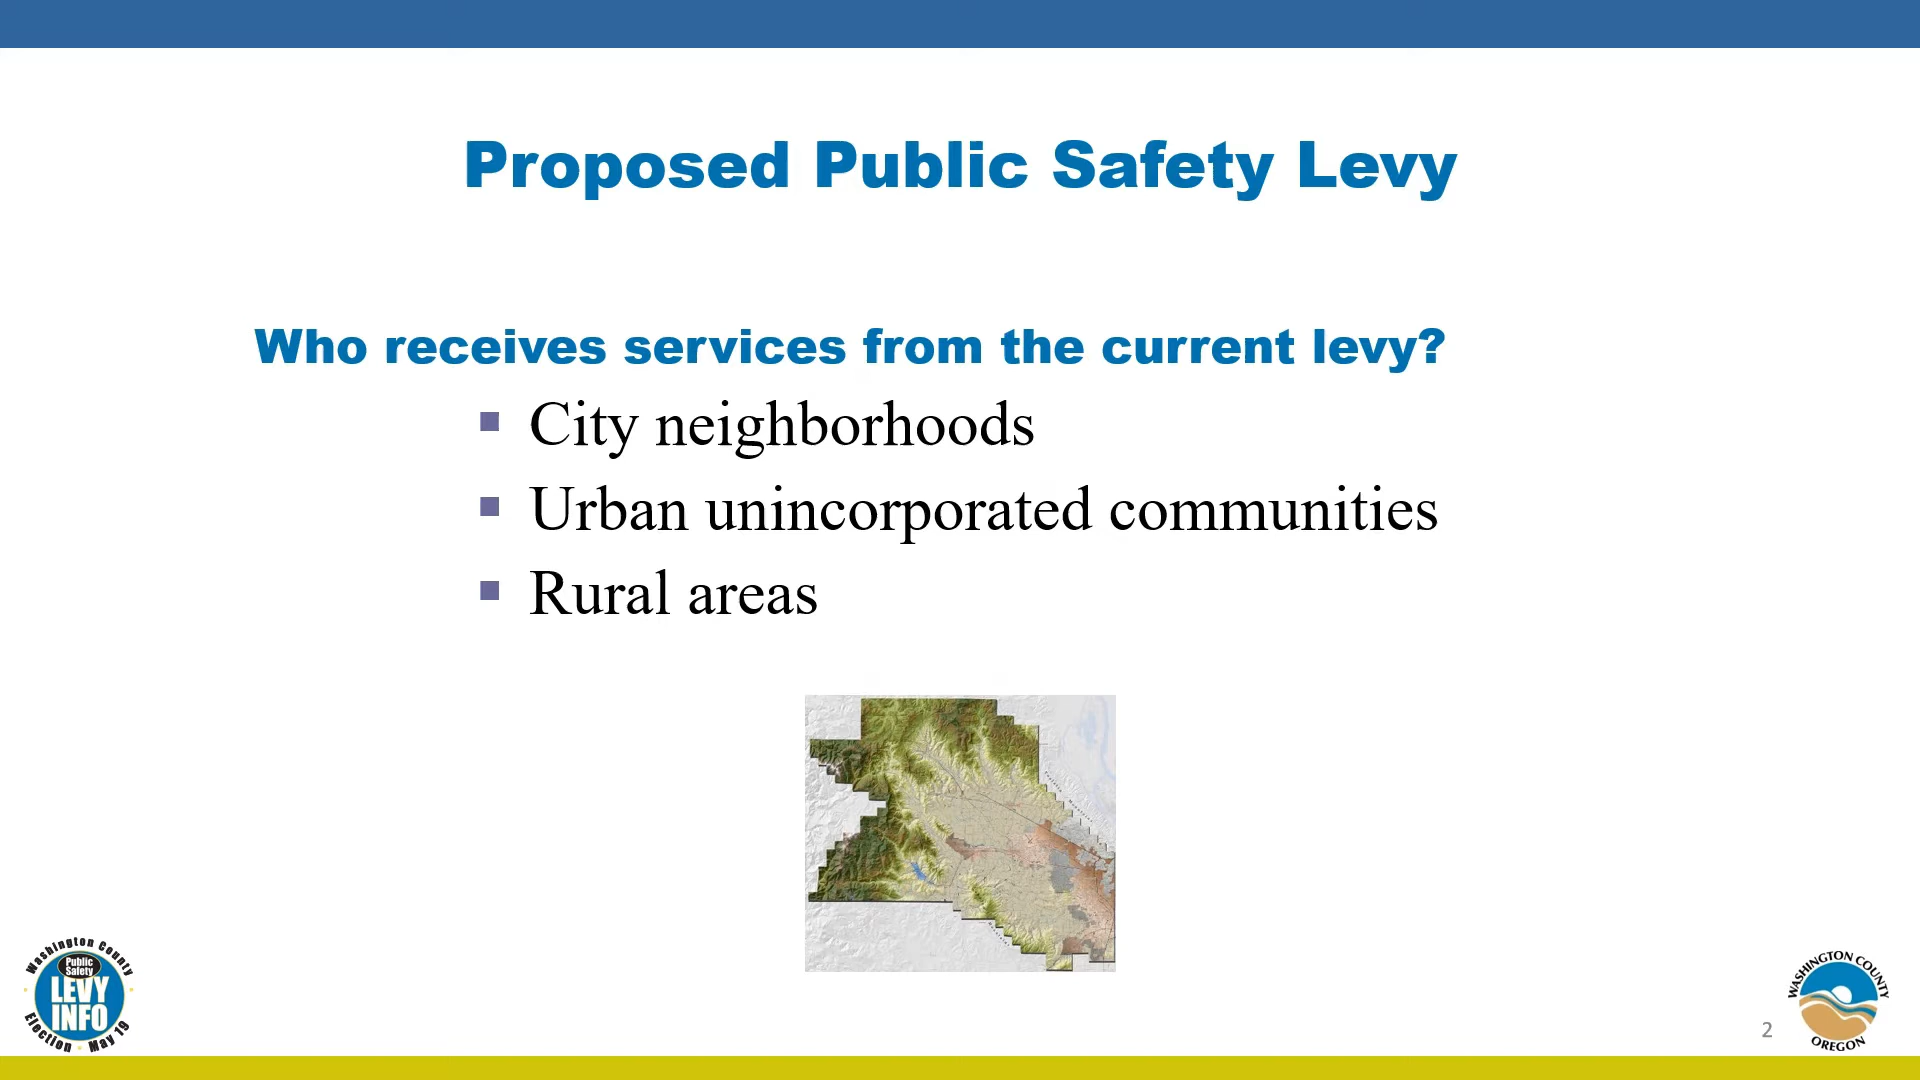 Proposed Public Safety Levy
Who receives services from the current levy?
▪ City neighborhoods
▪ Urban unincorporated communities
▪ Rural areas
Washington County
Public
Safety
LEVY
INFO
Election • May 19
2
WASHINGTON COUNTY
OREGON